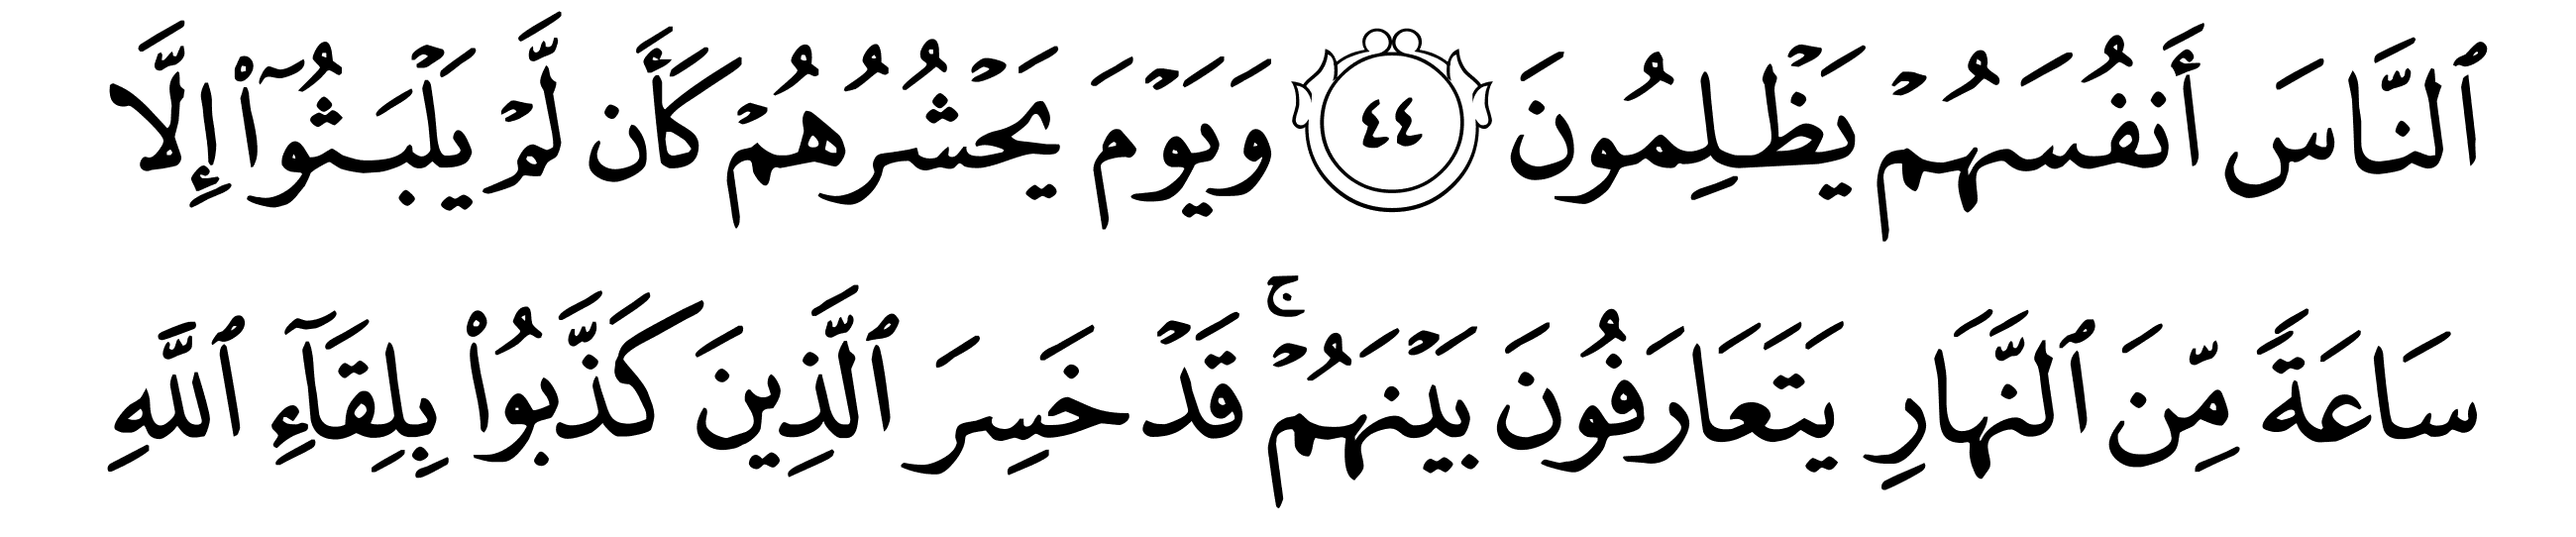 ٱلنَّاسَ أَنفُسَهُمْ يَظْلِمُونَ ٤٤ وَيَوْمَ يَحْشُرُهُمْ كَأَن لَّمْ يَلْبَثُوٓا۟ إِلَّا
سَاعَةً مِّنَ ٱلنَّهَارِ يَتَعَارَفُونَ بَيْنَهُمْ ۚ قَدْ خَسِرَ ٱلَّذِينَ كَذَّبُوا۟ بِلِقَآءِ ٱللَّهِ